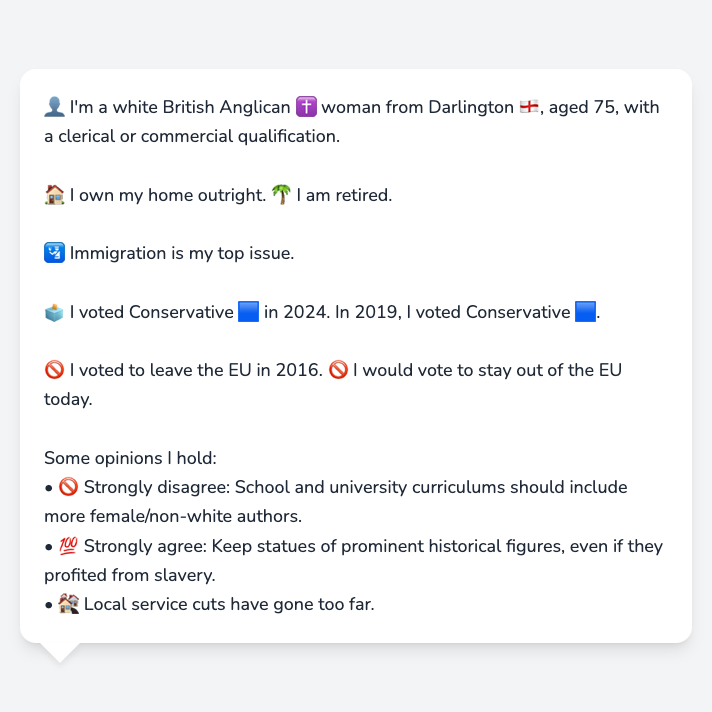 👤 I'm a white British Anglican ✝️ woman from Darlington 🏴󠁧󠁢󠁥󠁮󠁧󠁿, aged 75, with
a clerical or commercial qualification.
🏠 I own my home outright. 🌴 I am retired.
🛂 Immigration is my top issue.
🗳️ I voted Conservative 🟦 in 2024. In 2019, I voted Conservative 🟦.
🚫 I voted to leave the EU in 2016. 🚫 I would vote to stay out of the EU
today.
Some opinions I hold:
• 🚫 Strongly disagree: School and university curriculums should include
more female/non-white authors.
• 💯 Strongly agree: Keep statues of prominent historical figures, even if they
profited from slavery.
• 🏘️ Local service cuts have gone too far.